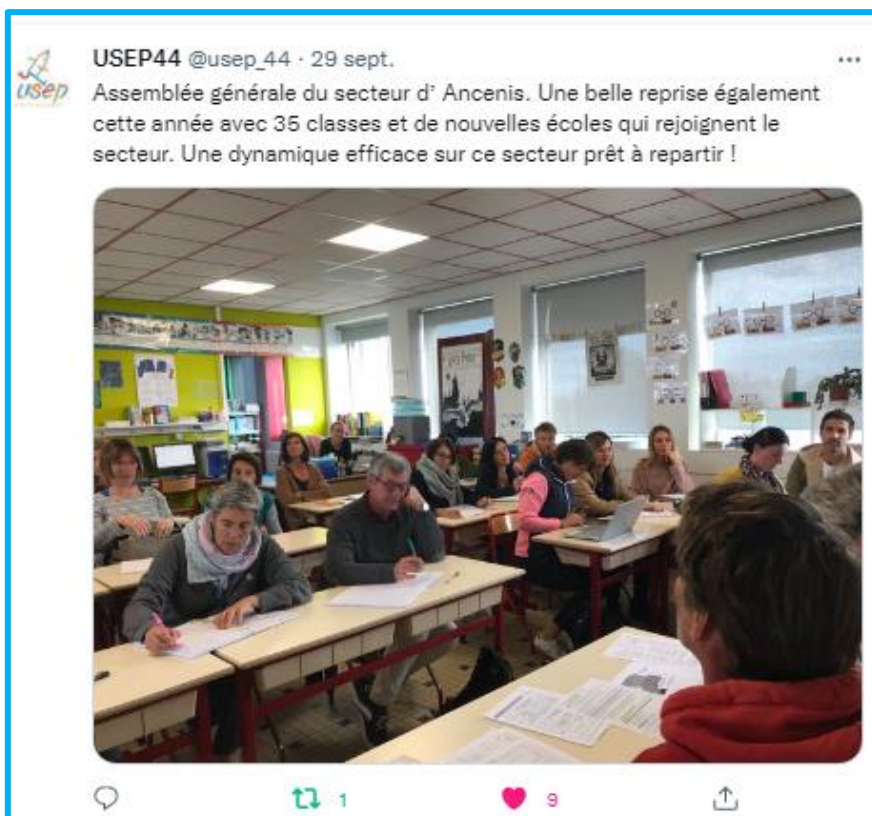 USEP44 @usep_44 · 29 sept.
usep
Assemblée générale du secteur d' Ancenis. Une belle reprise également
cette année avec 35 classes et de nouvelles écoles qui rejoignent le
secteur. Une dynamique efficace sur ce secteur prêt à repartir !
1
9